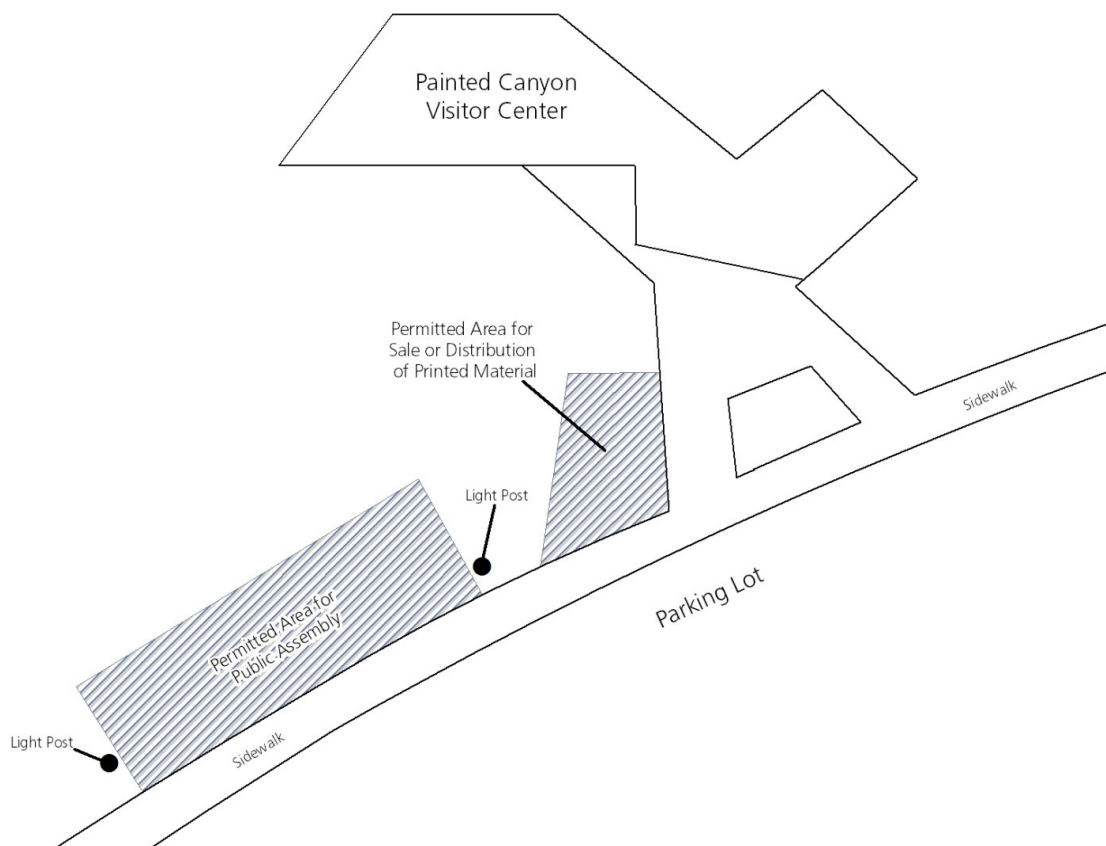 Painted Canyon
Visitor Center
Permitted Area for
Sale or Distribution
of Printed Material
Sidewalk
Light Post
Parking Lot
Permitted Area for
Public Assembly
Light Post
Sidewalk